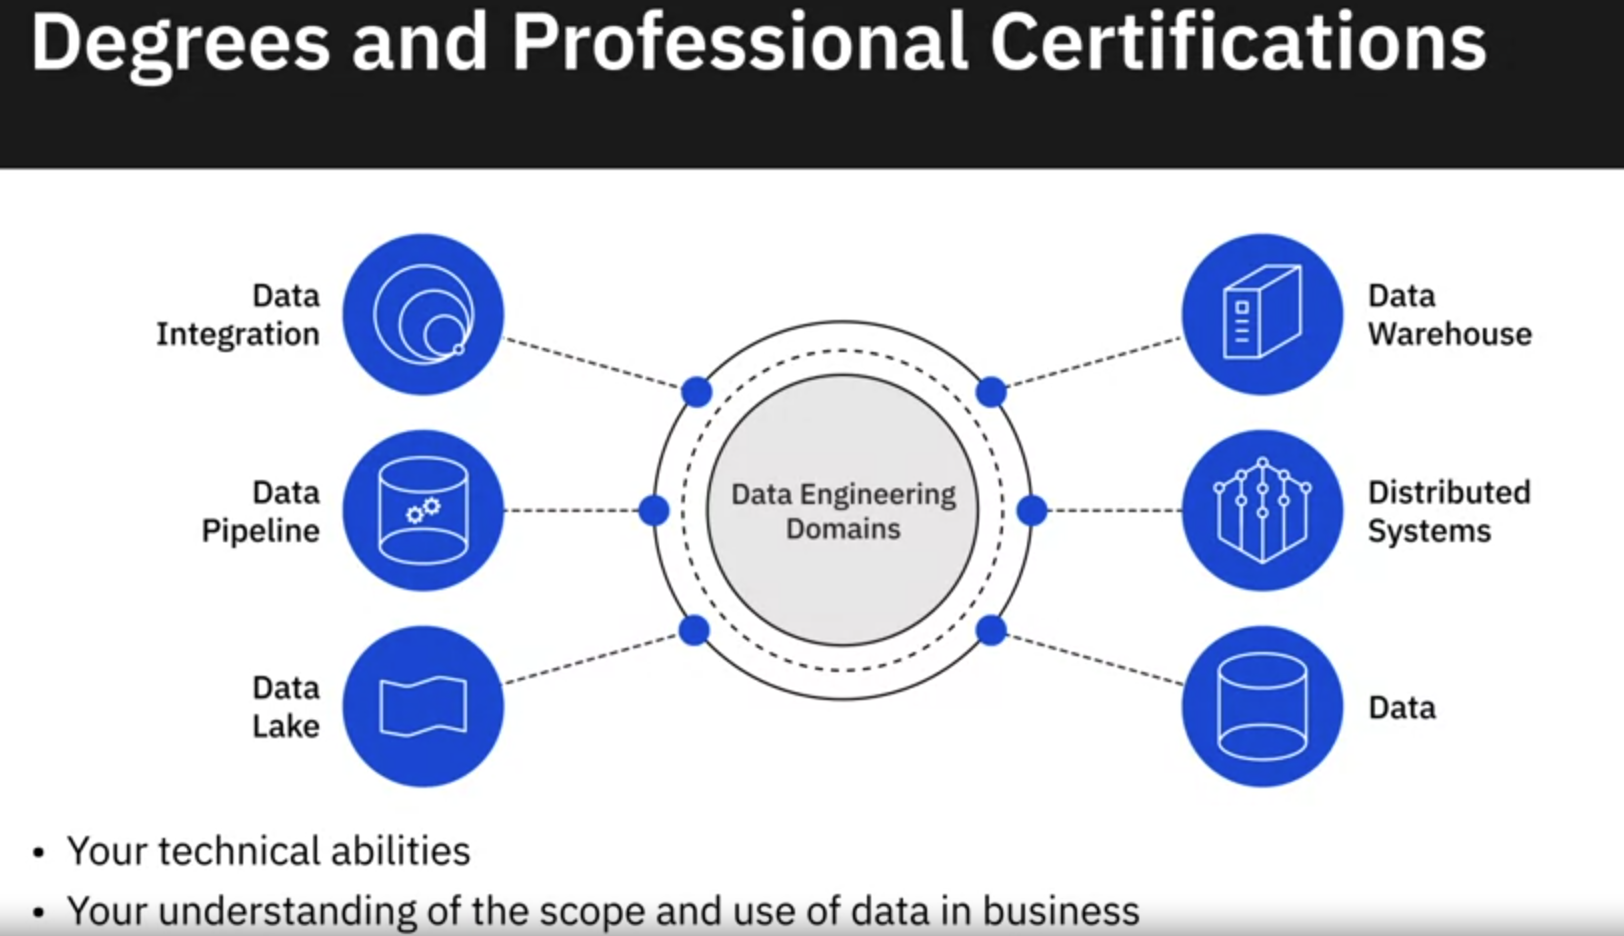 Degrees and Professional Certifications
Data
Integration
Data
Pipeline
Data
Lake
Data Engineering
Domains
Data
Warehouse
Distributed
Systems
Data
• Your technical abilities
• Your understanding of the scope and use of data in business